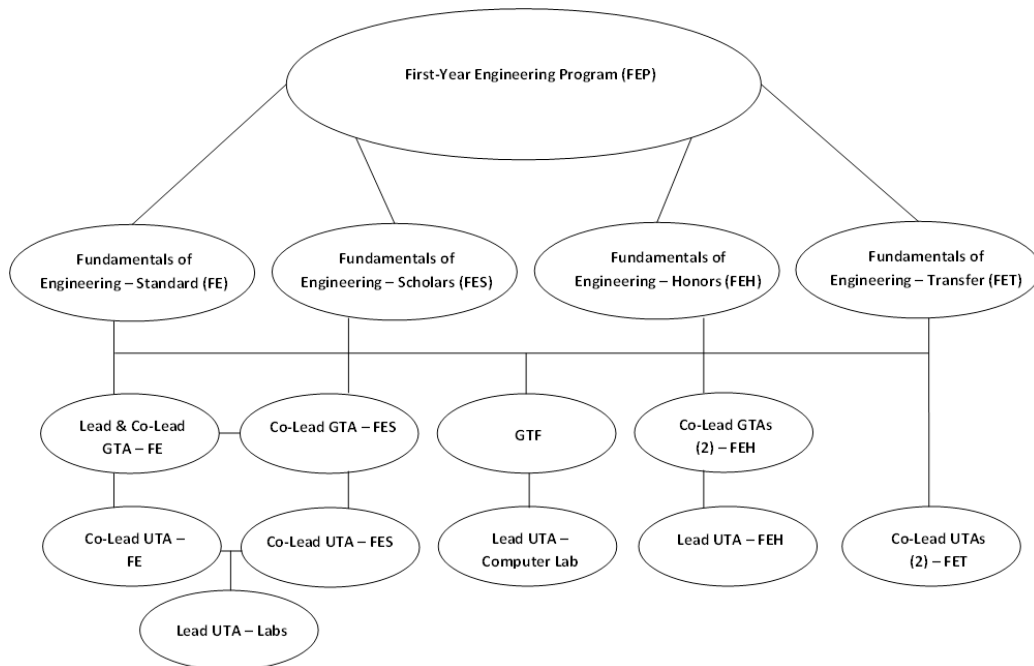 First-Year Engineering Program (FEP)
Fundamentals of
Engineering – Standard (FE)
Fundamentals of
Engineering – Scholars (FES)
Fundamentals of
Engineering – Honors (FEH)
Fundamentals of
Engineering – Transfer (FET)
Lead & Co-Lead
GTA – FE
Co-Lead GTA – FES
GTF
Co-Lead GTAs
(2) – FEH
Co-Lead UTA –
FE
Co-Lead UTA – FES
Lead UTA –
Computer Lab
Lead UTA – FEH
Co-Lead UTAs
(2) – FET
Lead UTA – Labs